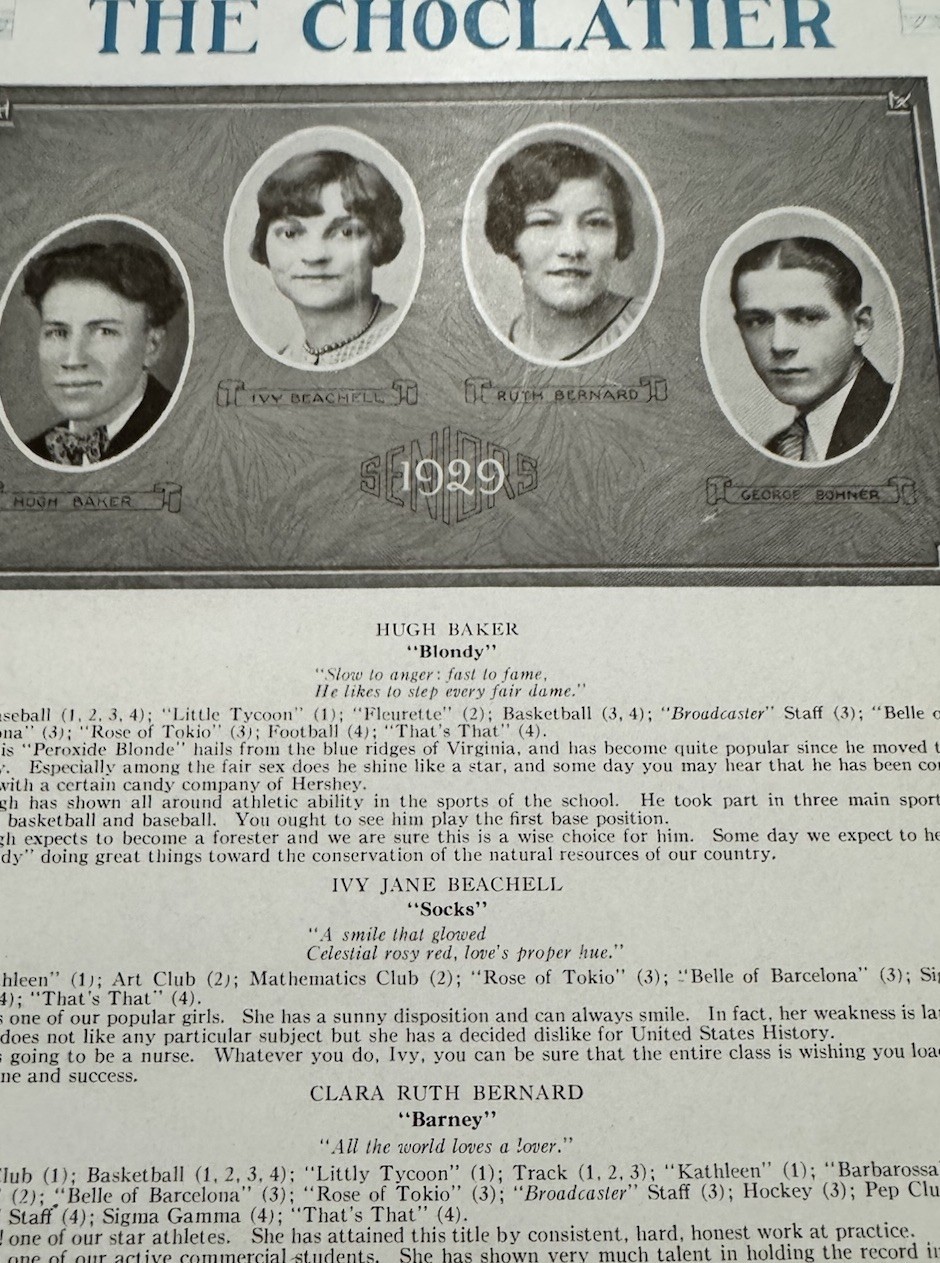 THE CHOCLATIER
IVY BEACHELL
RUTH BERNARD
HUGH BAKER
SENIORS
1929
GEORGE BOHNER
HUGH BAKER
"Blondy"
"Slow to anger: fast to fame,
He likes to step every fair dame."
aseball (1, 2, 3, 4); "Little Tycoon" (1); "Fleurette" (2); Basketball (3, 4); "Broadcaster" Staff (3); "Belle o
ona" (3); "Rose of Tokio" (3); Football (4); "That's That" (4).
is "Peroxide Blonde" hails from the blue ridges of Virginia, and has become quite popular since he moved t
y. Especially among the fair sex does he shine like a star, and some day you may hear that he has been co
with a certain candy company of Hershey.
gh has shown all around athletic ability in the sports of the school. He took part in three main sport
basketball and baseball. You ought to see him play the first base position.
gh expects to become a forester and we are sure this is a wise choice for him. Some day we expect to he
dy" doing great things toward the conservation of the natural resources of our country.
IVY JANE BEACHELL
"Socks"
"A smile that glowed
Celestial rosy red, love's proper hue."
hleen" (1); Art Club (2); Mathematics Club (2); "Rose of Tokio" (3); "Belle of Barcelona" (3); Si
4); "That's That" (4).
s one of our popular girls. She has a sunny disposition and can always smile. In fact, her weakness is la
does not like any particular subject but she has a decided dislike for United States History.
s going to be a nurse. Whatever you do, Ivy, you can be sure that the entire class is wishing you loa
ne and success.
CLARA RUTH BERNARD
"Barney"
"All the world loves a lover."
lub (1); Basketball (1, 2, 3, 4); "Littly Tycoon" (1); Track (1, 2, 3); "Kathleen" (1); "Barbarossa
(2); "Belle of Barcelona" (3); "Rose of Tokio" (3); "Broadcaster" Staff (3); Hockey (3); Pep Clu
Staff (4); Sigma Gamma (4); "That's That" (4).
one of our star athletes. She has attained this title by consistent, hard, honest work at practice.
one of our active commercial students. She has shown very much talent in holding the record in